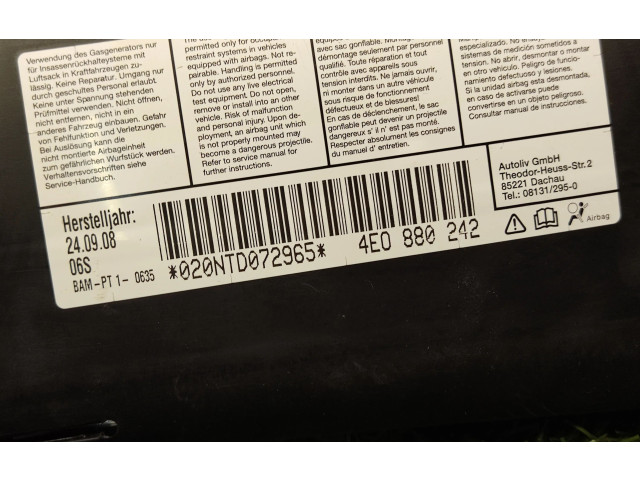 Verwendung des Gasgenerators nur
für Insassenrückhaltesysteme mit
Luftsack in Kraftfahrzeugen zu-
lässig. Keine Reparatur. Umgang nur
durch geschultes Personal.
Keine unter Spannung stehenden
Prüfmittel verwenden. Nicht öffnen,
nicht entfernen, nicht in ein
anderes Fahrzeug einbauen. Gefahr
von Fehlfunktion und Verletzungen.
Bei Auslösung kann die
nicht montierte Airbageinheit
zum gefährlichen Wurfstück werden.
Verhaltensvorschriften siehe
Service-Handbuch.
permitted only for
restraint systems in vehicles
equipped with airbags. Not re-
pairable. Handling is permitted
only by authorized personnel.
Do not use any live electrical
test equipment. Do not open,
remove or install into an other
vehicle. Risk of malfunction
and personal injury. Upon de-
ployment, an airbag unit which
is not properly mounted may
become a dangerous projectile.
Refer to service manual for
further instructions.
avec sac gonflable.
démontage seulement par personnel
qualifié. Toute réparation et tout
contrôle avec appareils sous
tension interdits. Ne jamais ouvrir,
ni monter dans un autre véhicule
sous risque de fonctionnement
défectueux et de blessures!
En cas de déclenchement, le sac
gonflable peut devenir un projectile
dangereux s' il n' est pas monté.
Respecter absolument les consignes
du manuel d' entretien.
especializado. No
sistemas de medición sometidos a
tensión. No abrir, desmontar o montar
en otro vehículo. Peligro de funcio-
namiento defectuoso y lesiones.
Si la unidad airbag esta desmontada,
en caso de activarse puede
convertirse en un objeto peligroso.
Consultar manual de instrucciones.
Autoliv GmbH
Theodor-Heuss-Str.2
85221 Dachau
Tel.: 08131/295-0
Airbag
Herstelljahr:
24.09.08
06S
BAM-PT 1- 0635
*020NTD072965*
4E0 880 242